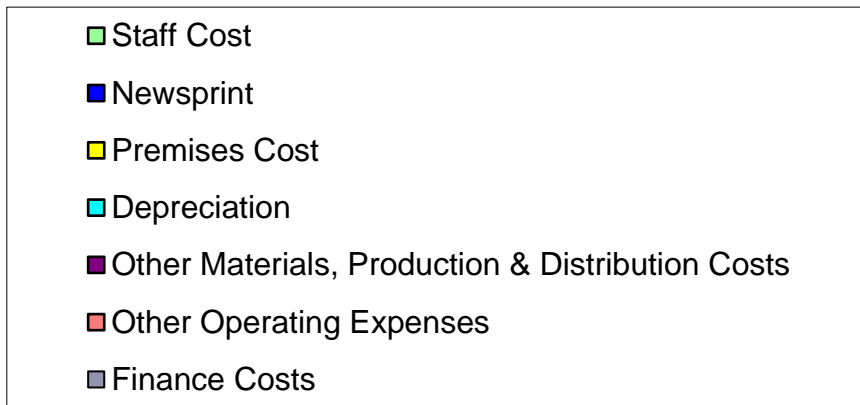 Staff Cost
Newsprint
Premises Cost
Depreciation
Other Materials, Production & Distribution Costs
Other Operating Expenses
Finance Costs